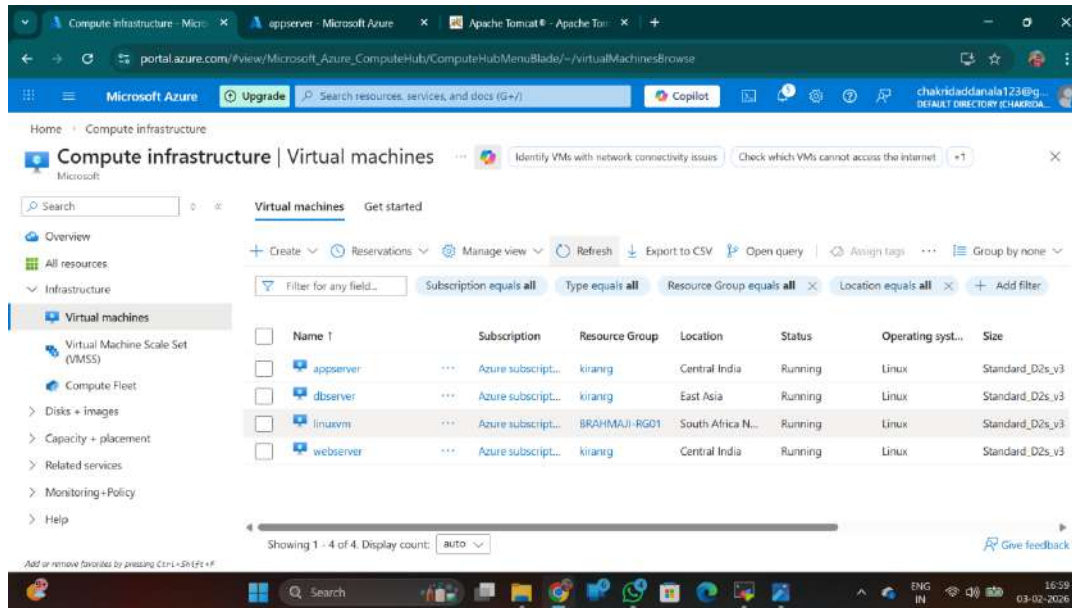 Compute infrastructure - Micro
appserver - Microsoft Azure
Apache Tomcat® - Apache Tom
portal.azure.com/#view/Microsoft_Azure_ComputeHub/ComputeHubMenuBlade/~/virtualMachinesBrowse
Microsoft Azure
Upgrade
Search resources, services, and docs (G+/)
Copilot
chakridaddanala123@g...
DEFAULT DIRECTORY (CHAKRIDA...
Home
Compute infrastructure
Compute infrastructure | Virtual machines
Identify VMs with network connectivity issues
Check which VMs cannot access the internet
+1
Microsoft
Search
Virtual machines
Get started
Overview
All resources
Infrastructure
Virtual machines
Virtual Machine Scale Set
(VMSS)
Compute Fleet
Disks + images
Capacity + placement
Related services
Monitoring+Policy
Help
Add or remove favorites by pressing Ctrl+Shift+F
Create
Reservations
Manage view
Refresh
Export to CSV
Open query
Assign tags
Group by none
Filter for any field...
Subscription equals all
Type equals all
Resource Group equals all
Location equals all
Add filter
Name ↑ Subscription Resource Group Location Status Operating syst... Size
appserver ... Azure subscript... kiranrg Central India Running Linux Standard_D2s_v3
dbserver ... Azure subscript... kiranrg East Asia Running Linux Standard_D2s_v3
linuxvm ... Azure subscript... BRAHMAJI-RG01 South Africa N... Running Linux Standard_D2s_v3
webserver ... Azure subscript... kiranrg Central India Running Linux Standard_D2s_v3
Showing 1 - 4 of 4. Display count: auto
Give feedback
Search
ENG
IN
16:59
03-02-2026